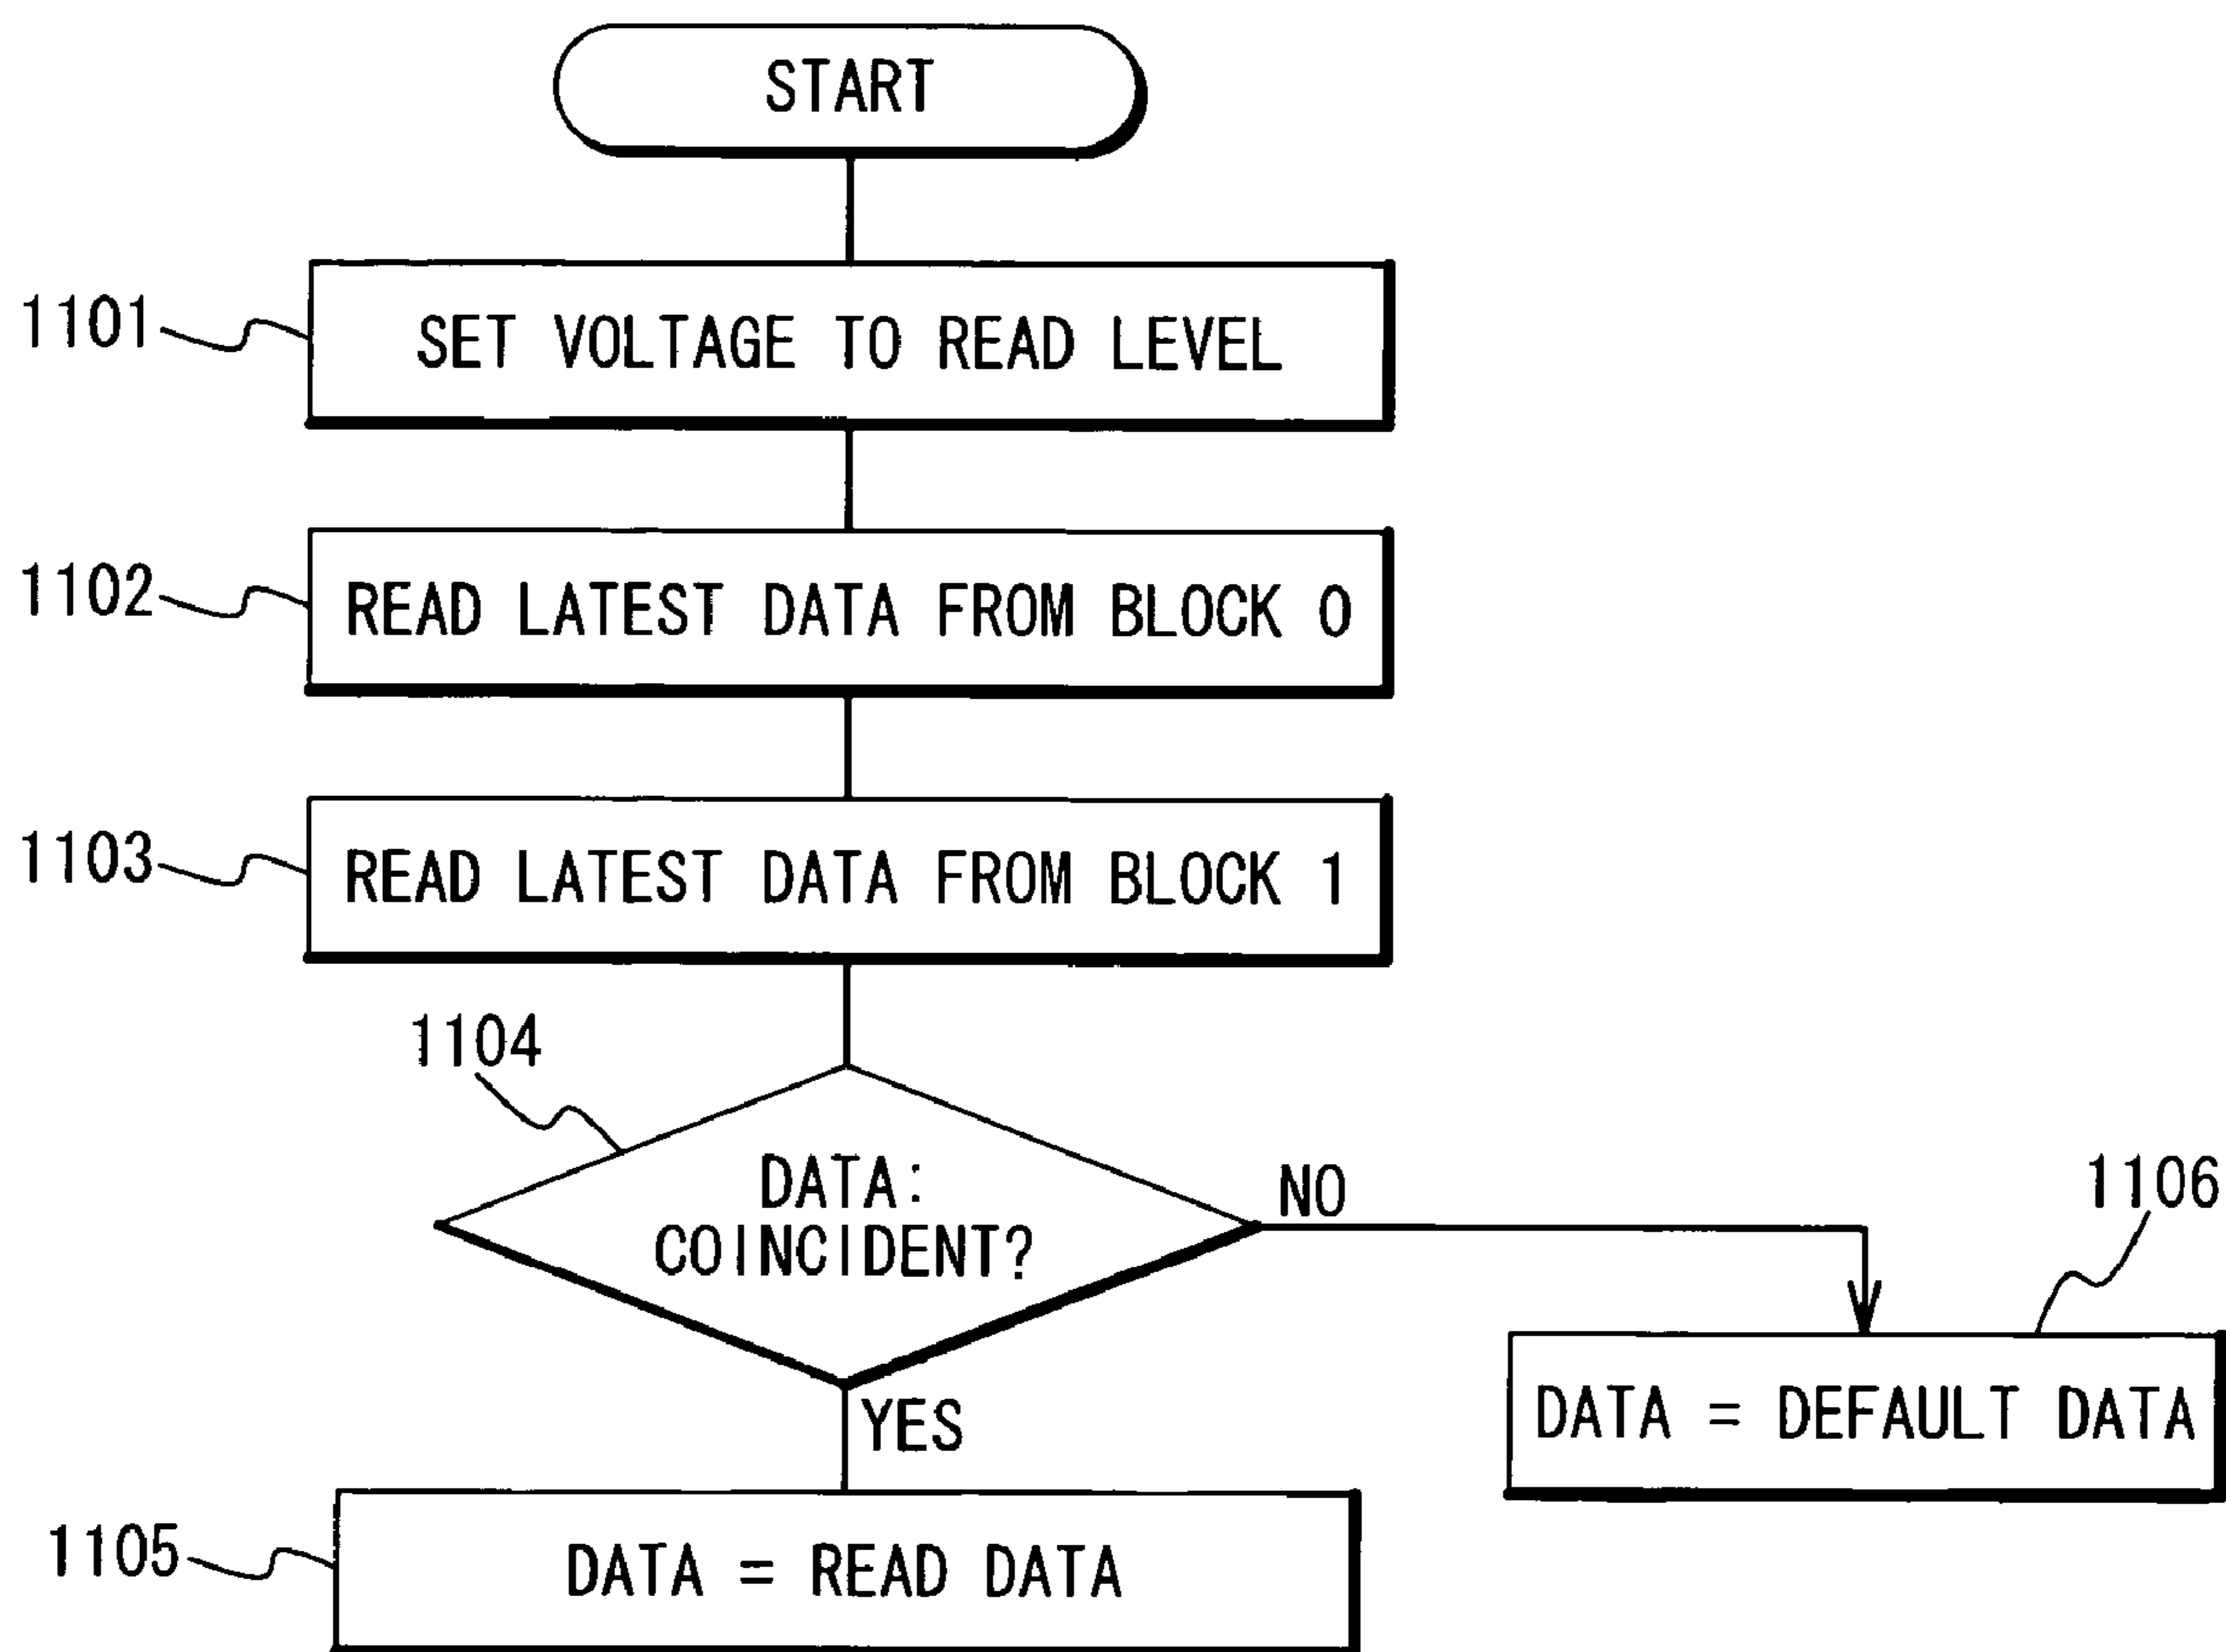 START
1101
SET VOLTAGE TO READ LEVEL
1102
READ LATEST DATA FROM BLOCK 0
1103
READ LATEST DATA FROM BLOCK 1
1104
DATA:
COINCIDENT?
NO
1106
YES
DATA = DEFAULT DATA
1105
DATA = READ DATA